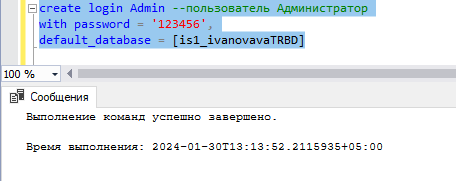 create login Admin --пользователь Администратор
with password = '123456',
default_database = [is1_ivanovavaTRBD]
100 %
Сообщения
Выполнение команд успешно завершено.
Время выполнения: 2024-01-30T13:13:52.2115935+05:00